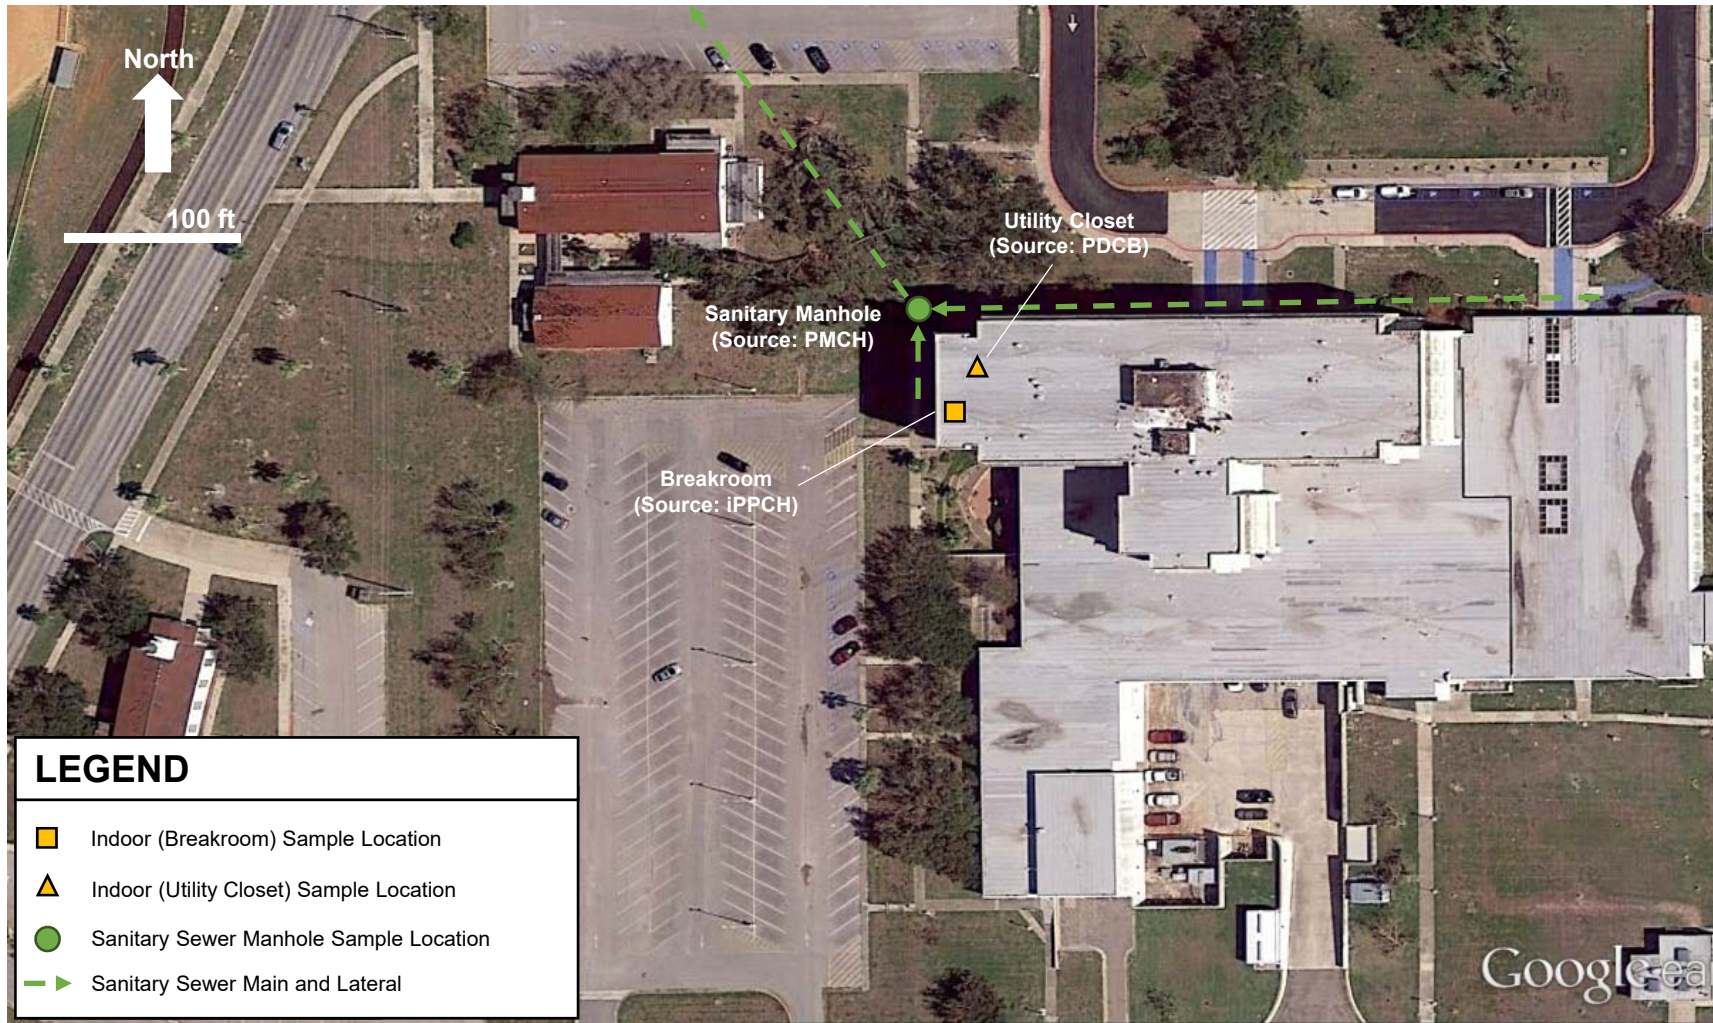 North
100 ft
Utility Closet
(Source: PDCB)
Sanitary Manhole
(Source: PMCH)
Breakroom
(Source: iPPCH)
LEGEND
Indoor (Breakroom) Sample Location
Indoor (Utility Closet) Sample Location
Sanitary Sewer Manhole Sample Location
Sanitary Sewer Main and Lateral
Google ea